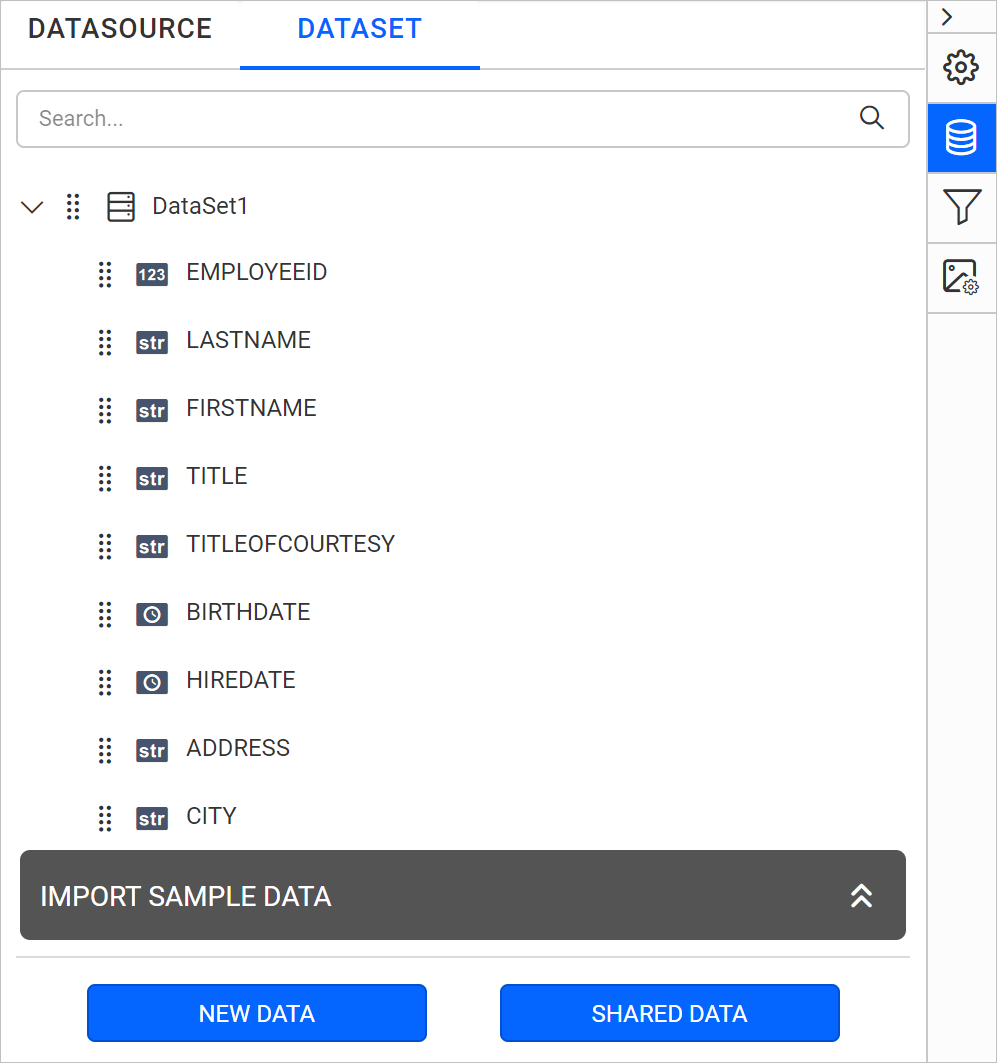 DATASOURCE DATASET
Search...
DataSet1
123 EMPLOYEEID
str LASTNAME
str FIRSTNAME
str TITLE
str TITLEOFCOURTESY
BIRTHDATE
HIREDATE
str ADDRESS
str CITY
IMPORT SAMPLE DATA
NEW DATA SHARED DATA